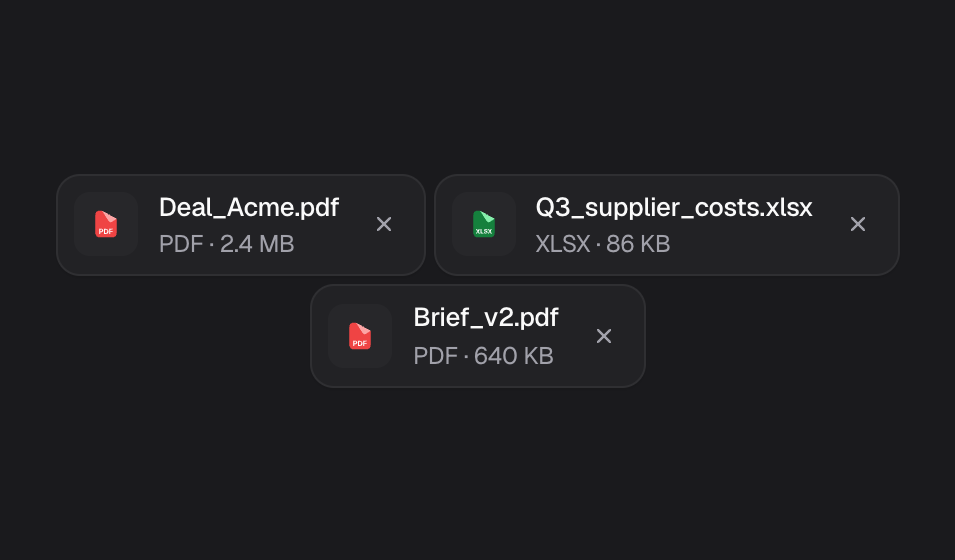 Deal_Acme.pdf
PDF · 2.4 MB
Q3_supplier_costs.xlsx
XLSX · 86 KB
Brief_v2.pdf
PDF · 640 KB
PDF
XLSX
PDF